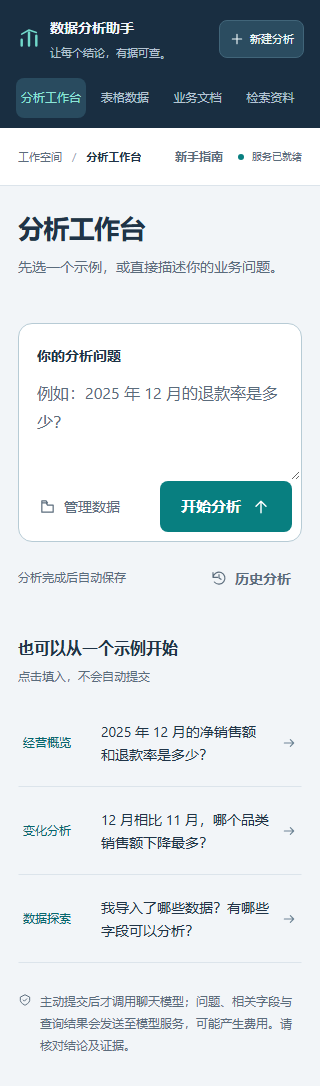 数据分析助手
让每个结论，有据可查。
新建分析
分析工作台 表格数据 业务文档 检索资料
工作空间 / 分析工作台 新手指南 服务已就绪
分析工作台
先选一个示例，或直接描述你的业务问题。
你的分析问题
例如：2025 年 12 月的退款率是多
少？
管理数据 开始分析
分析完成后自动保存 历史分析
也可以从一个示例开始
点击填入，不会自动提交
经营概览
2025 年 12 月的净销售额
和退款率是多少？
变化分析
12 月相比 11 月，哪个品类
销售额下降最多？
数据探索
我导入了哪些数据？有哪些
字段可以分析？
主动提交后才调用聊天模型；问题、相关字段与
查询结果会发送至模型服务，可能产生费用。请
核对结论及证据。